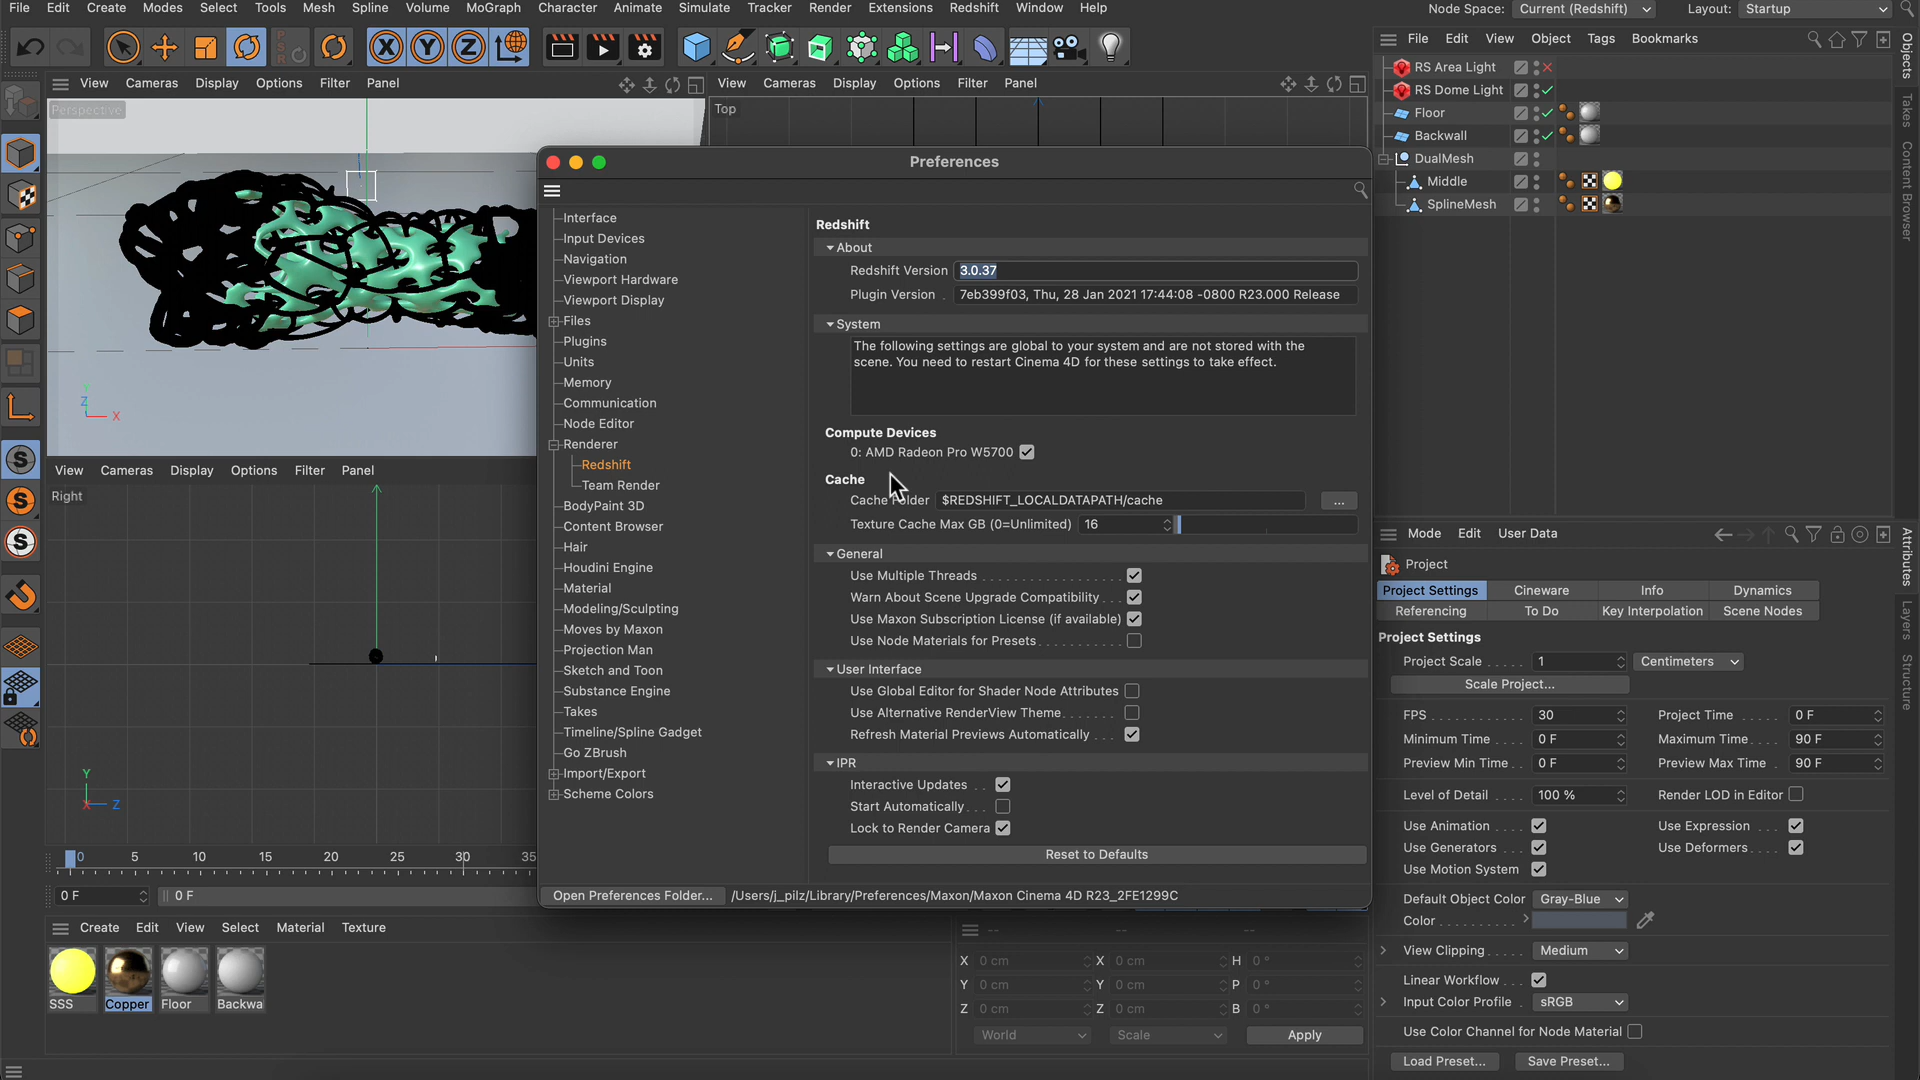 File Edit Create Modes Select Tools Mesh Spline Volume MoGraph Character Animate Simulate Tracker Render Extensions Redshift Window Help
Node Space: Current (Redshift) Layout: Startup
PSR
X Y Z
File Edit View Object Tags Bookmarks
View Cameras Display Options Filter Panel
View Cameras Display Options Filter Panel
Perspective
Top
RS Area Light
RS Dome Light
Floor
Backwall
DualMesh
Middle
SplineMesh
Objects
Takes
Content Browser
Y
Z X
Preferences
Interface
Input Devices
Navigation
Viewport Hardware
Viewport Display
Files
Plugins
Units
Memory
Communication
Node Editor
Renderer
Redshift
Team Render
BodyPaint 3D
Content Browser
Hair
Houdini Engine
Material
Modeling/Sculpting
Moves by Maxon
Projection Man
Sketch and Toon
Substance Engine
Takes
Timeline/Spline Gadget
Go ZBrush
Import/Export
Scheme Colors
Redshift
About
Redshift Version 3.0.37
Plugin Version . 7eb399f03, Thu, 28 Jan 2021 17:44:08 -0800 R23.000 Release
System
The following settings are global to your system and are not stored with the
scene. You need to restart Cinema 4D for these settings to take effect.
Compute Devices
0: AMD Radeon Pro W5700
Cache
Cache Folder $REDSHIFT_LOCALDATAPATH/cache ...
Texture Cache Max GB (0=Unlimited) 16
General
Use Multiple Threads
Warn About Scene Upgrade Compatibility
Use Maxon Subscription License (if available)
Use Node Materials for Presets
User Interface
Use Global Editor for Shader Node Attributes
Use Alternative RenderView Theme
Refresh Material Previews Automatically
IPR
Interactive Updates
Start Automatically
Lock to Render Camera
Reset to Defaults
Open Preferences Folder... /Users/j_pilz/Library/Preferences/Maxon/Maxon Cinema 4D R23_2FE1299C
View Cameras Display Options Filter Panel
Right
Y
X Z
0 5 10 15 20 25 30 35
0 F 0 F
Create Edit View Select Material Texture
SSS Copper Floor Backwa
-- -- --
X 0 cm X 0 cm H 0 °
Y 0 cm Y 0 cm P 0 °
Z 0 cm Z 0 cm B 0 °
World Scale Apply
Mode Edit User Data
Project
Project Settings Cineware Info Dynamics
Referencing To Do Key Interpolation Scene Nodes
Project Settings
Project Scale 1 Centimeters
Scale Project...
FPS 30 Project Time 0 F
Minimum Time 0 F Maximum Time 90 F
Preview Min Time 0 F Preview Max Time 90 F
Level of Detail 100 % Render LOD in Editor
Use Animation Use Expression
Use Generators Use Deformers
Use Motion System
Default Object Color Gray-Blue
Color
View Clipping Medium
Linear Workflow
Input Color Profile sRGB
Use Color Channel for Node Material
Load Preset... Save Preset...
Attributes
Layers
Structure